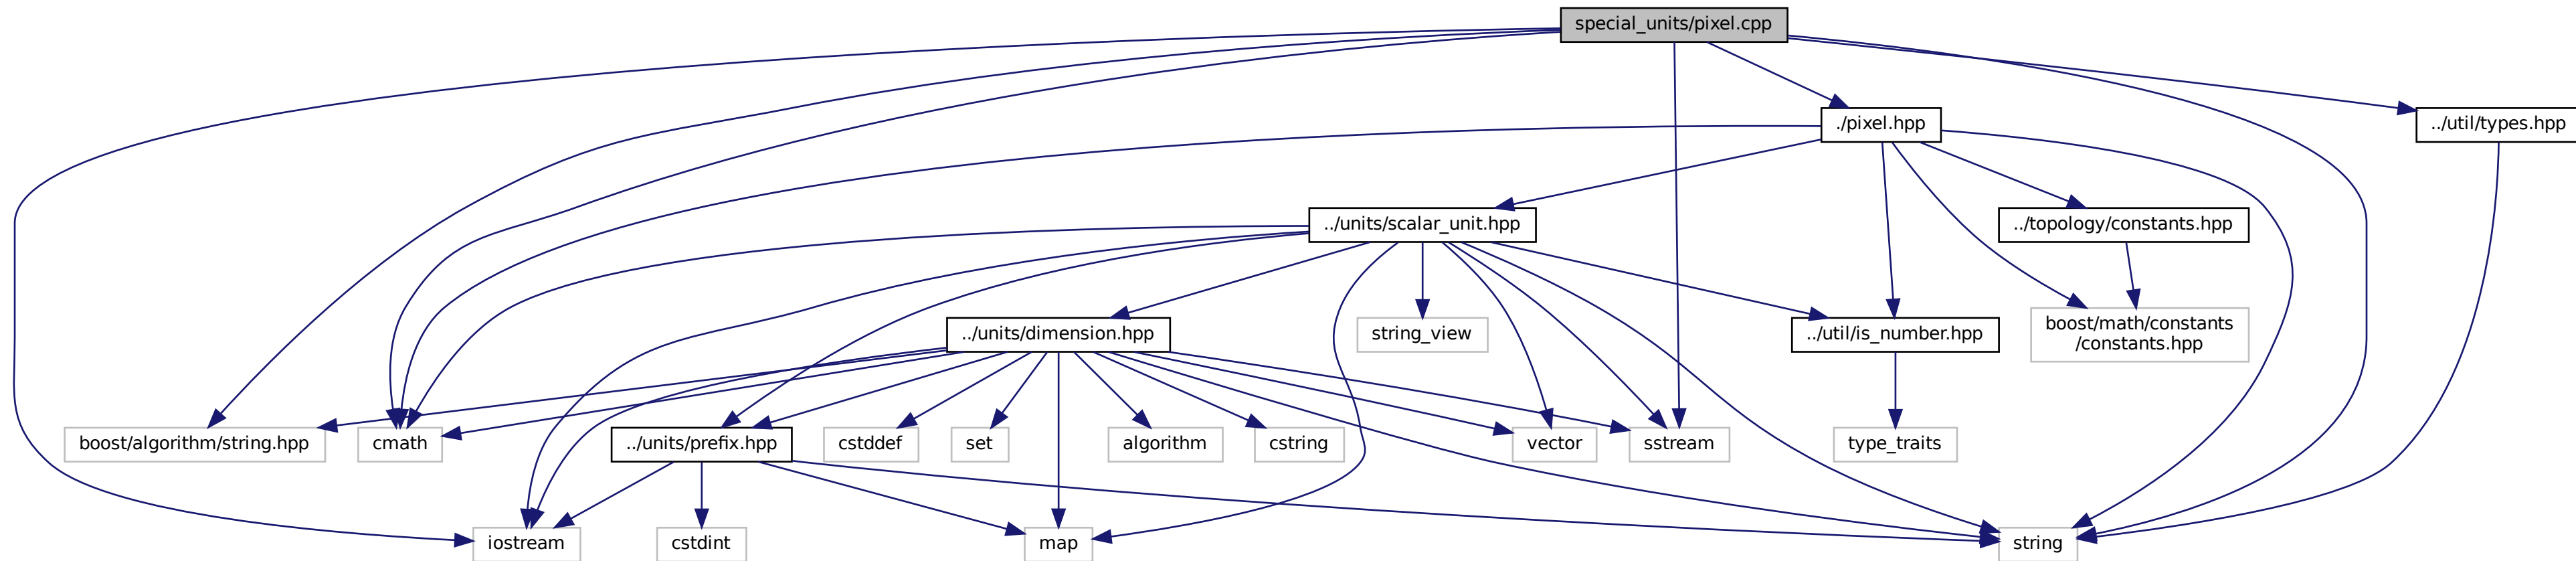 special_units/pixel.cpp
./pixel.hpp
../util/types.hpp
../units/scalar_unit.hpp
../topology/constants.hpp
../units/dimension.hpp
string_view
../util/is_number.hpp
boost/math/constants
/constants.hpp
boost/algorithm/string.hpp
cmath
../units/prefix.hpp
cstddef
set
algorithm
cstring
vector
sstream
type_traits
iostream
cstdint
map
string